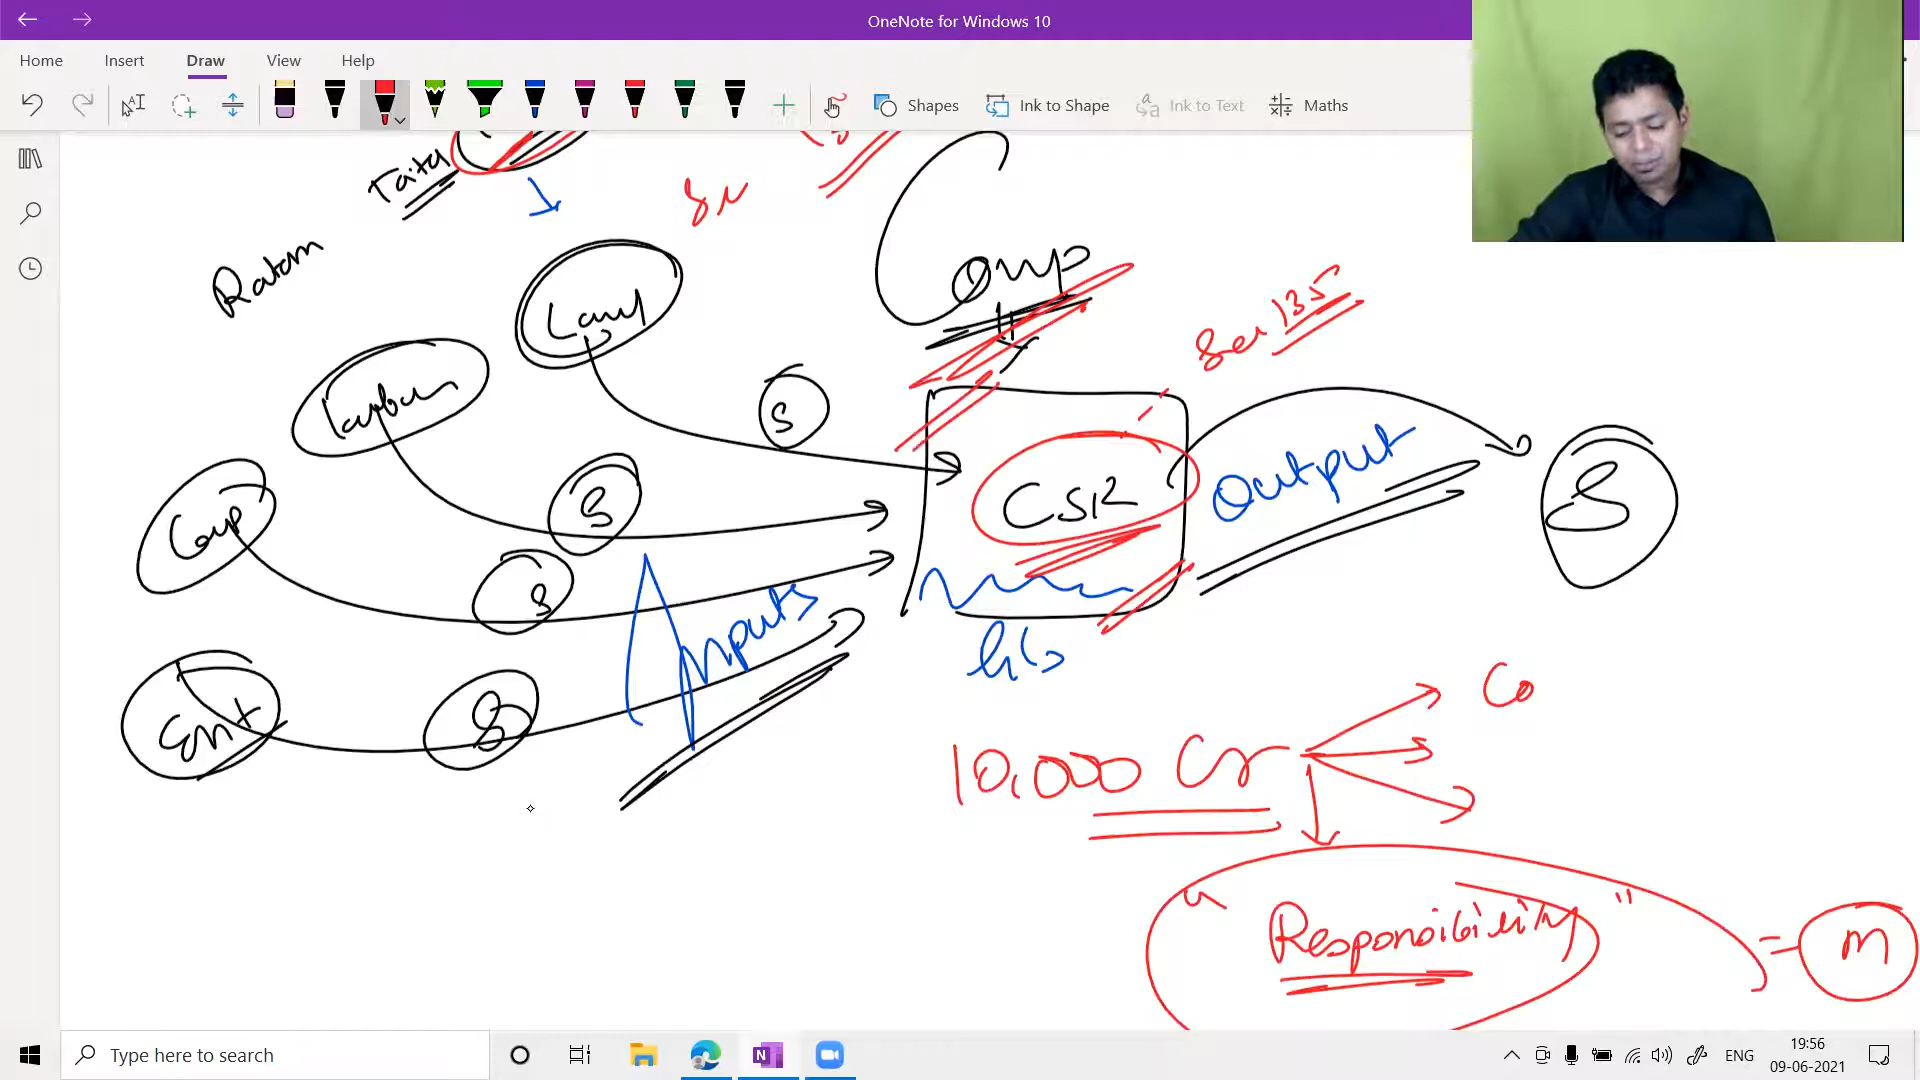 OneNote for Windows 10
Home Insert Draw View Help
Shapes Ink to Shape Ink to Text Maths
Tata
Ratan
Comp
Land
Sec 135
S
Cap
S
CSR
Output
S
S
Inputs
Ent
S
Co
10,000 Cr
"Responsibility" = m
Type here to search
ENG
19:56
09-06-2021